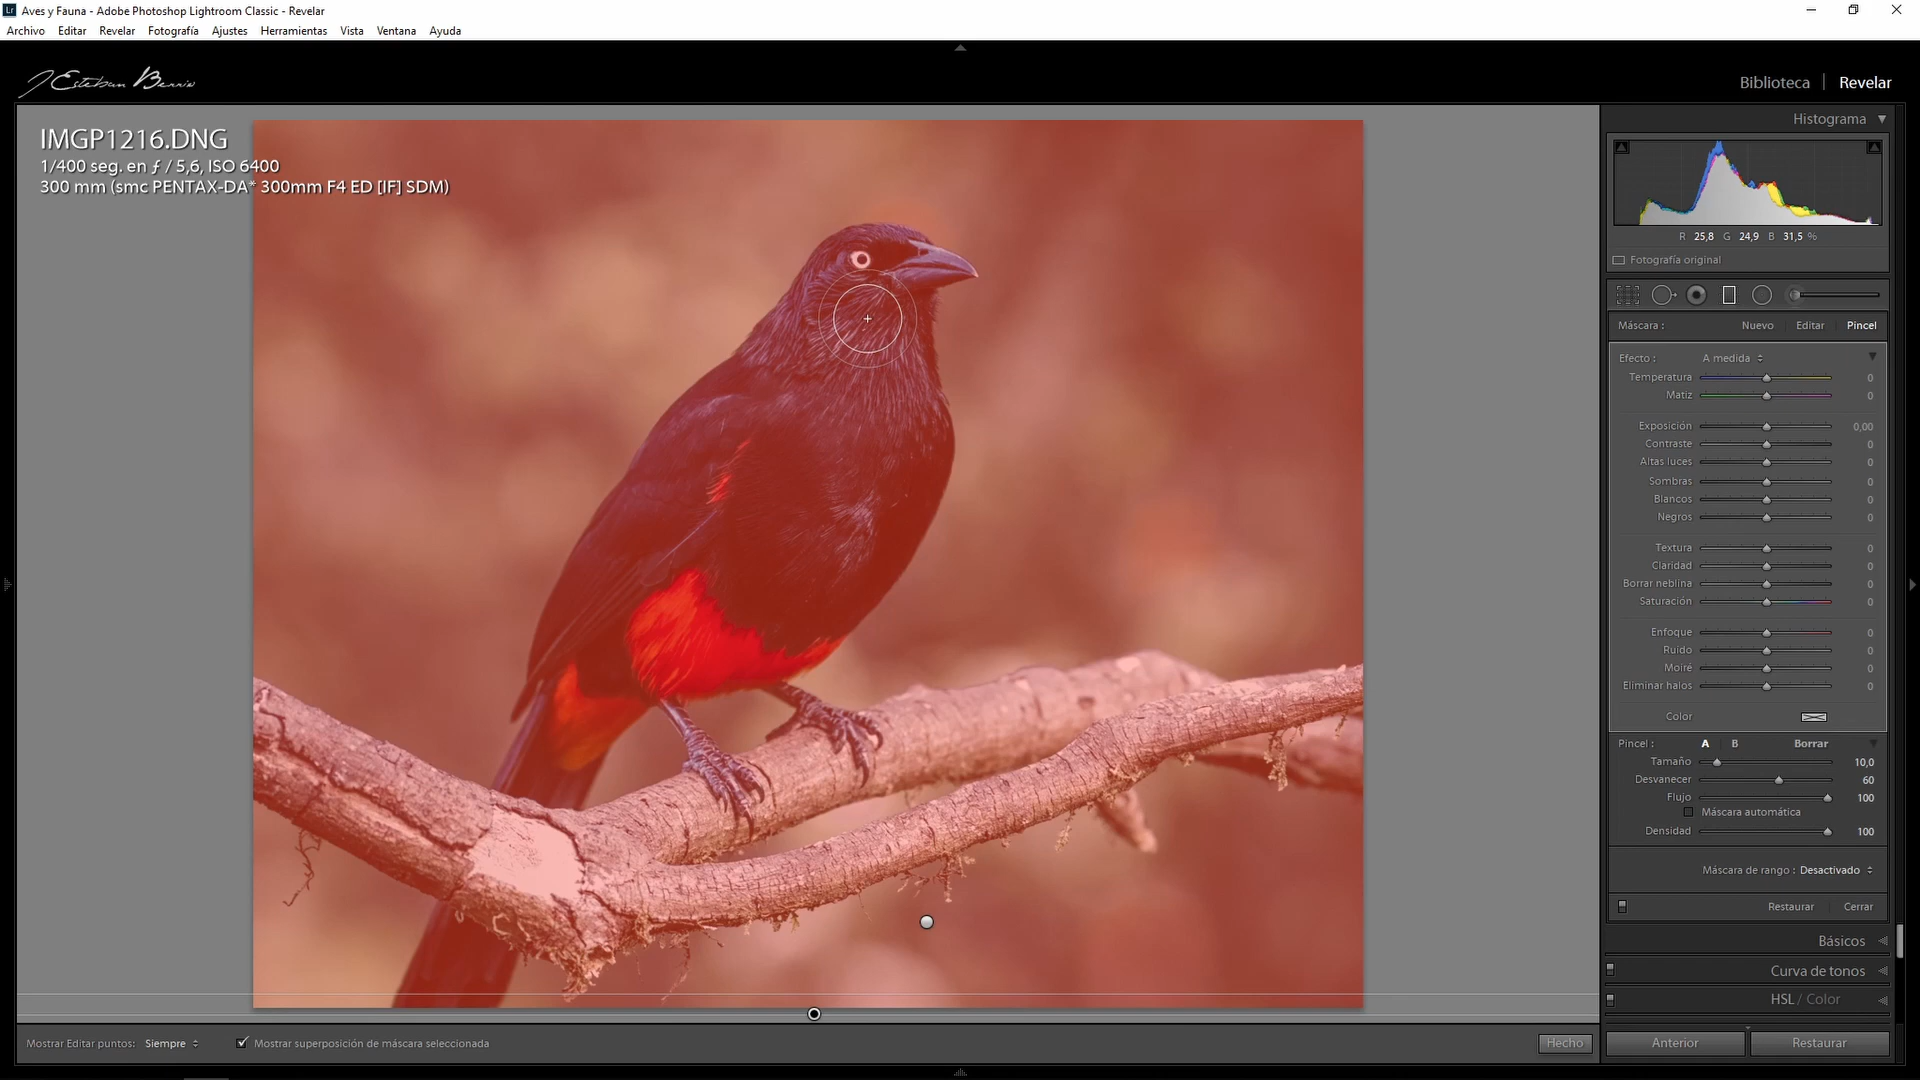 Lr Aves y Fauna - Adobe Photoshop Lightroom Classic - Revelar
Archivo Editar Revelar Fotografía Ajustes Herramientas Vista Ventana Ayuda
J Esteban Berrio
Biblioteca | Revelar
IMGP1216.DNG
1/400 seg. en ƒ / 5,6, ISO 6400
300 mm (smc PENTAX-DA* 300mm F4 ED [IF] SDM)
Histograma
R 25,8 G 24,9 B 31,5 %
Fotografía original
Máscara : Nuevo Editar Pincel
Efecto : A medida
Temperatura 0
Matiz 0
Exposición 0,00
Contraste 0
Altas luces 0
Sombras 0
Blancos 0
Negros 0
Textura 0
Claridad 0
Borrar neblina 0
Saturación 0
Enfoque 0
Ruido 0
Moiré 0
Eliminar halos 0
Color
Pincel : A B Borrar
Tamaño 10,0
Desvanecer 60
Flujo 100
Máscara automática
Densidad 100
Máscara de rango : Desactivado
Restaurar Cerrar
Básicos
Curva de tonos
HSL / Color
Mostrar Editar puntos: Siempre Mostrar superposición de máscara seleccionada Hecho
Anterior Restaurar